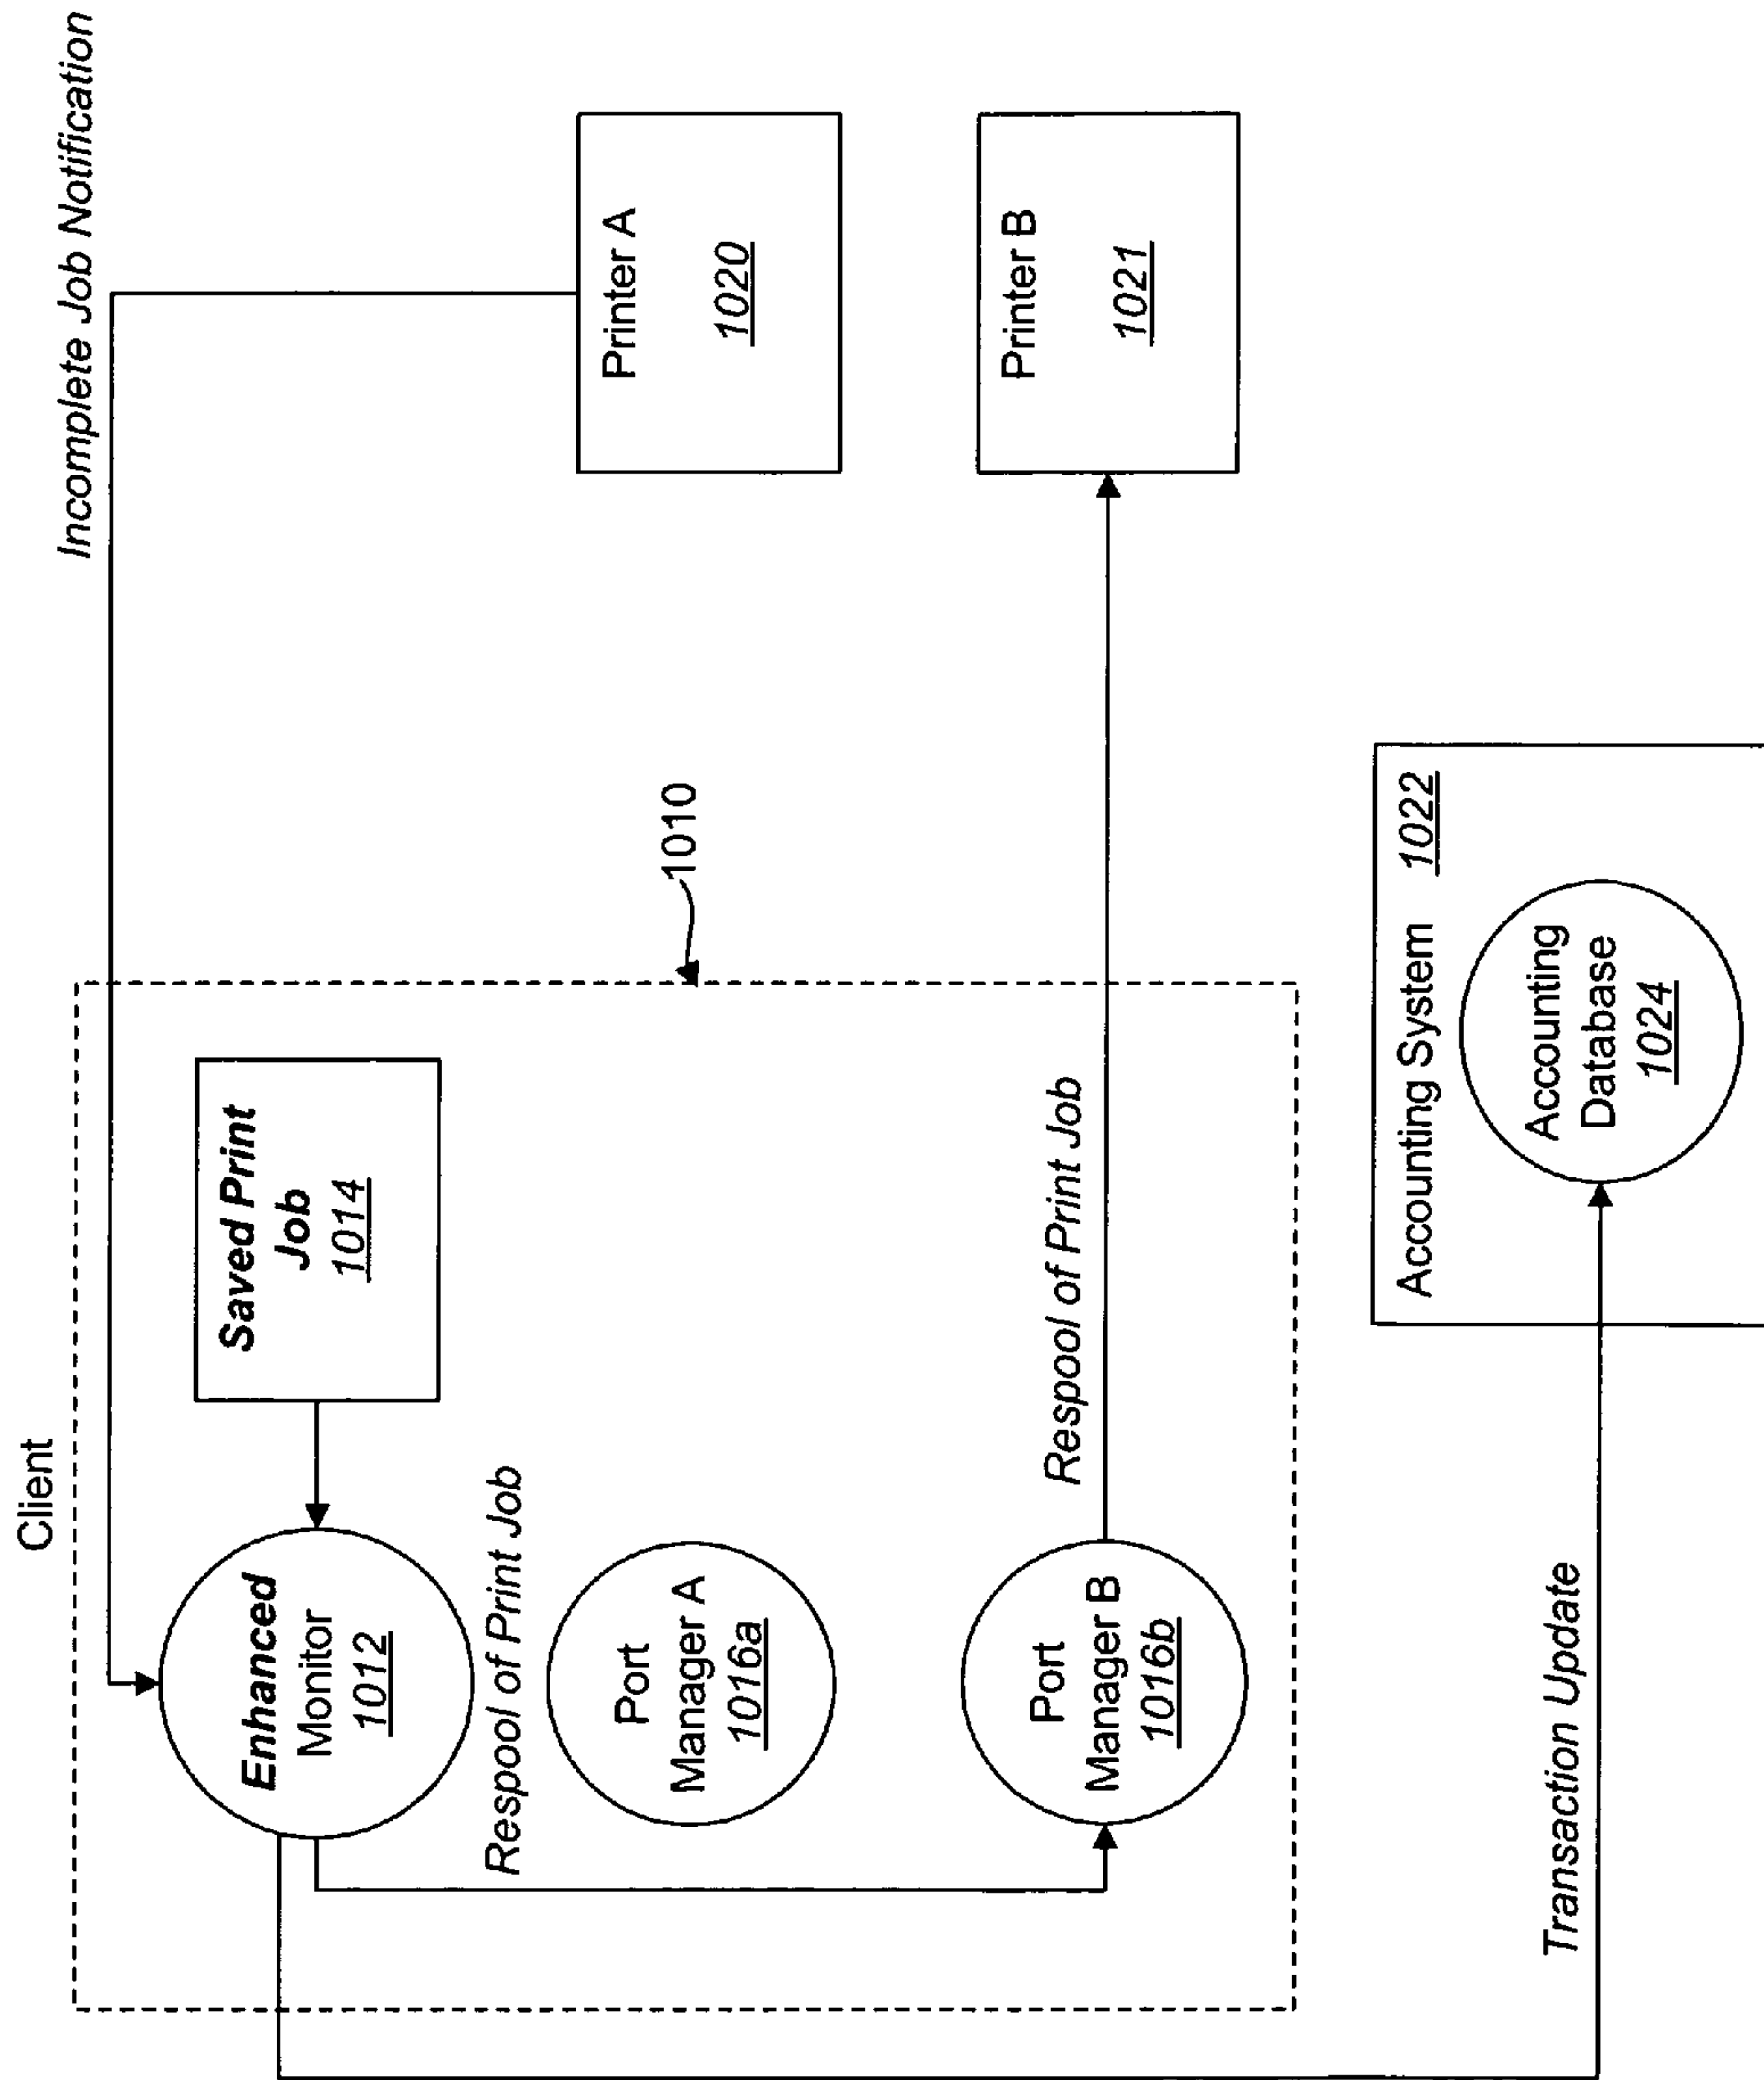 Client
Incomplete Job Notification
Enhanced
Monitor
1012
Saved Print
Job
1014
Respool of Print Job
1010
Port
Manager A
1016a
Printer A
1020
Port
Manager B
1016b
Respool of Print Job
Printer B
1021
Transaction Update
Accounting System 1022
Accounting
Database
1024